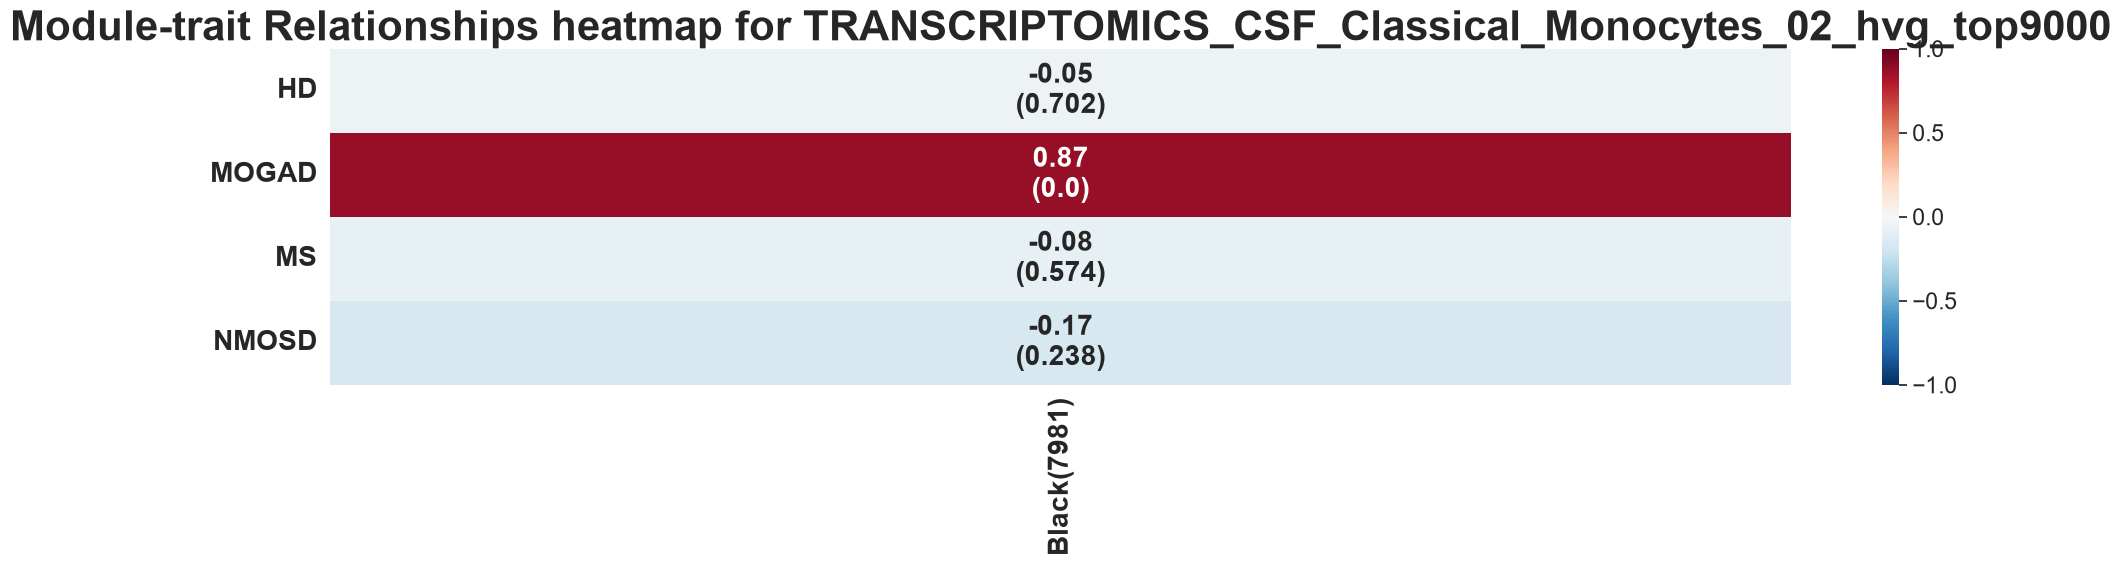 Module-trait Relationships heatmap for TRANSCRIPTOMICS_CSF_Classical_Monocytes_02_hvg_top9000
HD
-0.05
(0.702)
MOGAD
0.87
(0.0)
MS
-0.08
(0.574)
NMOSD
-0.17
(0.238)
Black(7981)
1.0
0.5
0.0
−0.5
−1.0